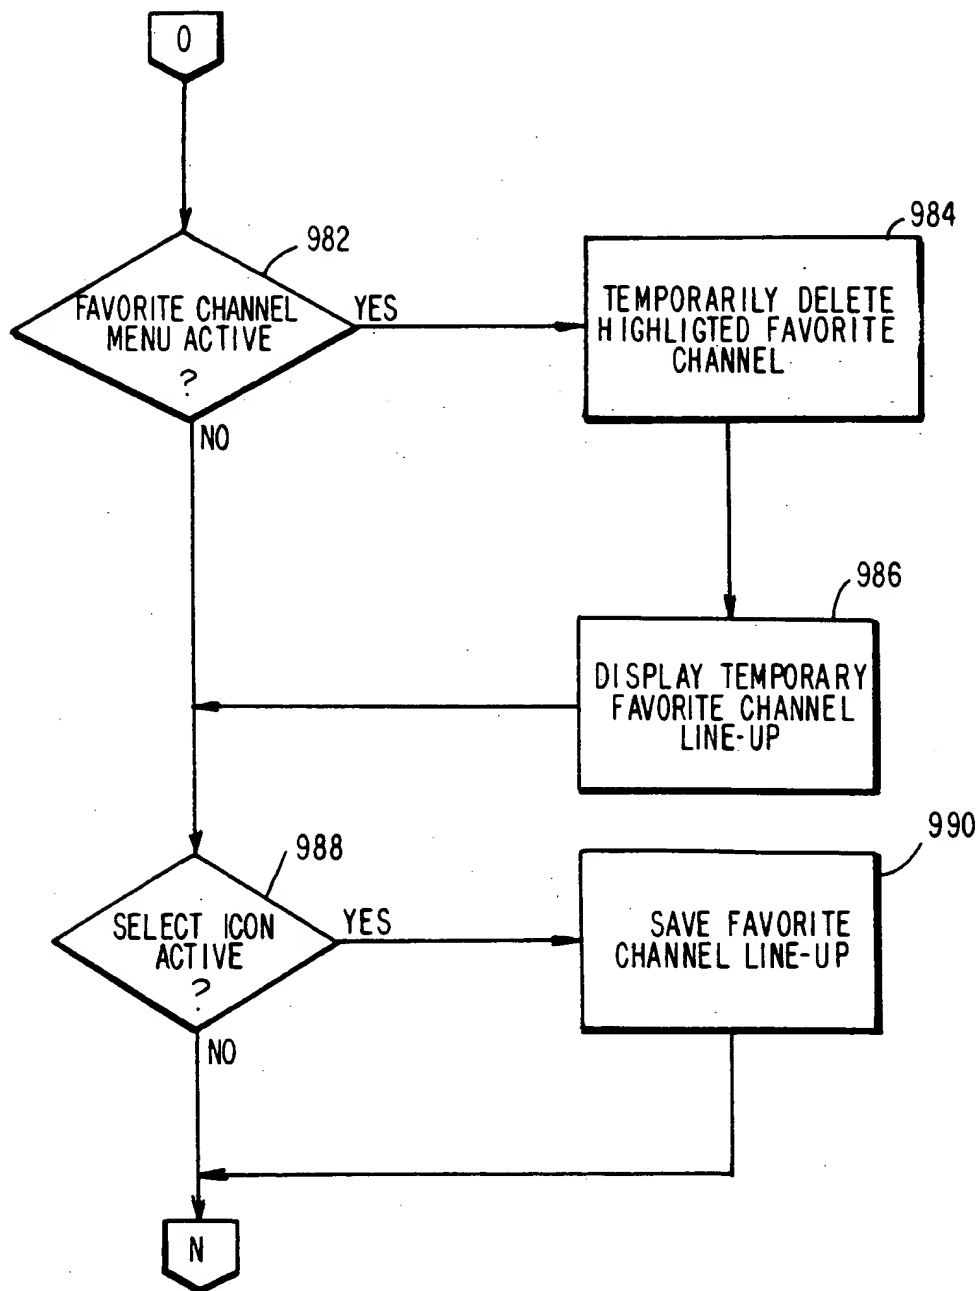 O
982
FAVORITE CHANNEL
MENU ACTIVE
?
YES
NO
984
TEMPORARILY DELETE
HIGHLIGTED FAVORITE
CHANNEL
986
DISPLAY TEMPORARY
FAVORITE CHANNEL
LINE-UP
988
SELECT ICON
ACTIVE
?
YES
NO
990
SAVE FAVORITE
CHANNEL LINE-UP
N